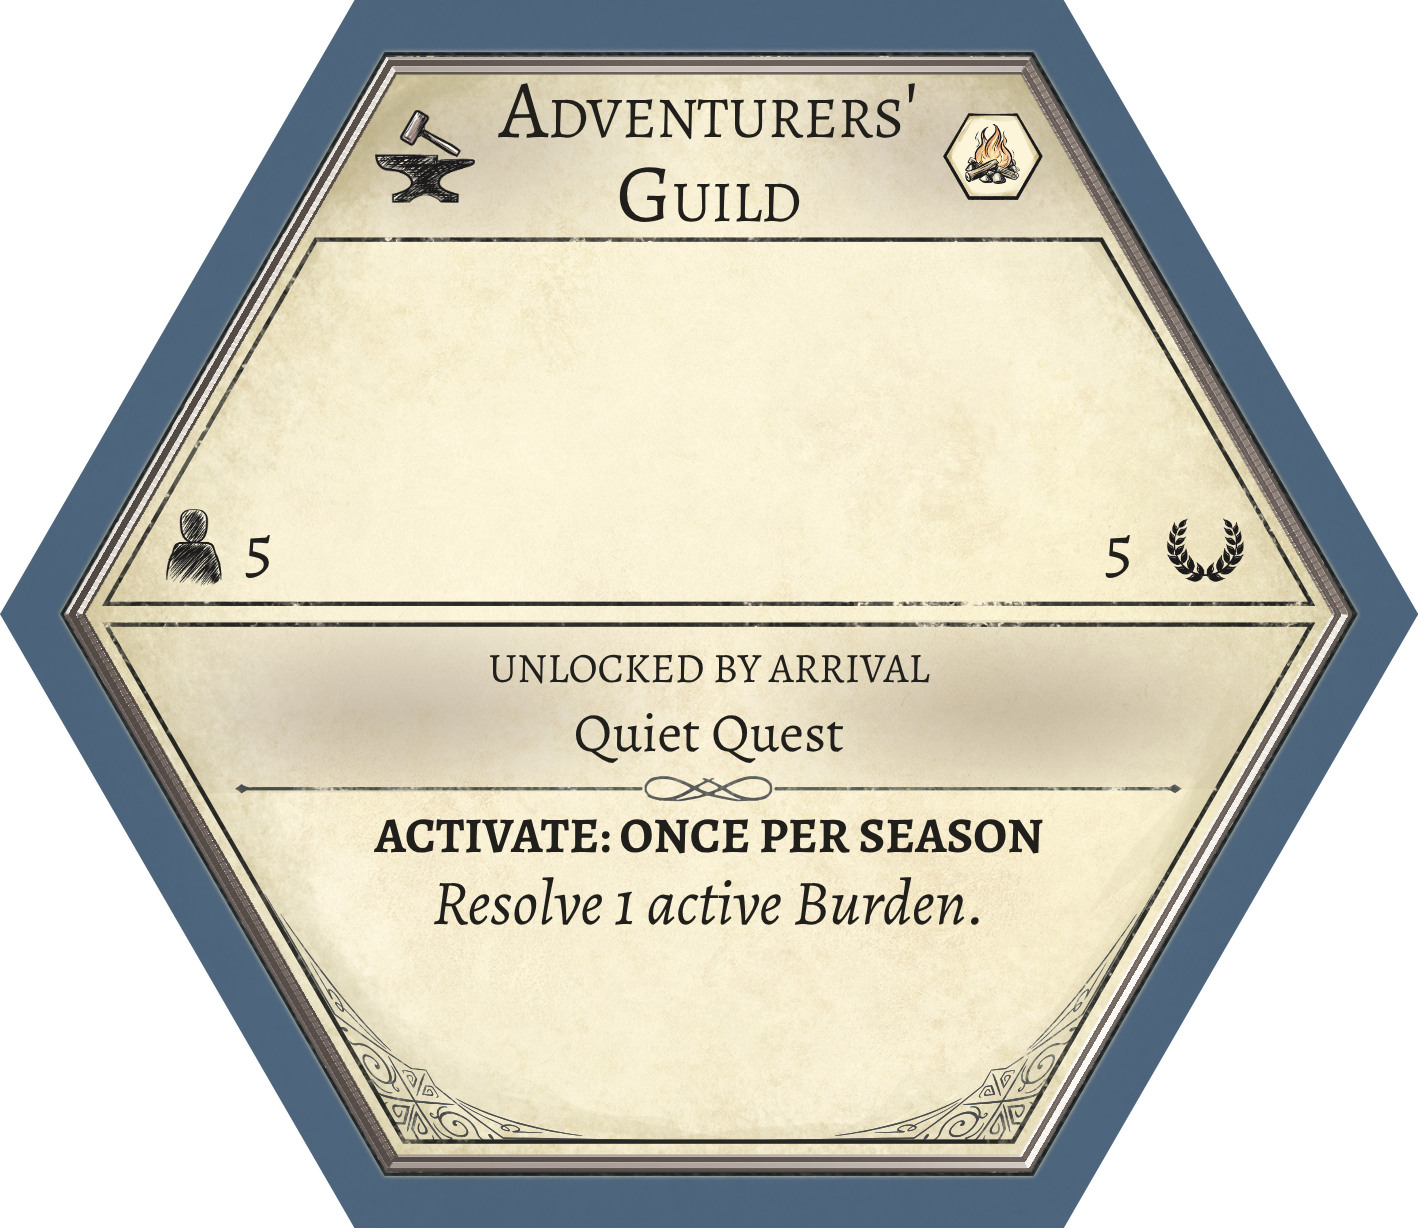 Adventurers'
Guild
5
5
UNLOCKED BY ARRIVAL
Quiet Quest
ACTIVATE: ONCE PER SEASON
Resolve 1 active Burden.